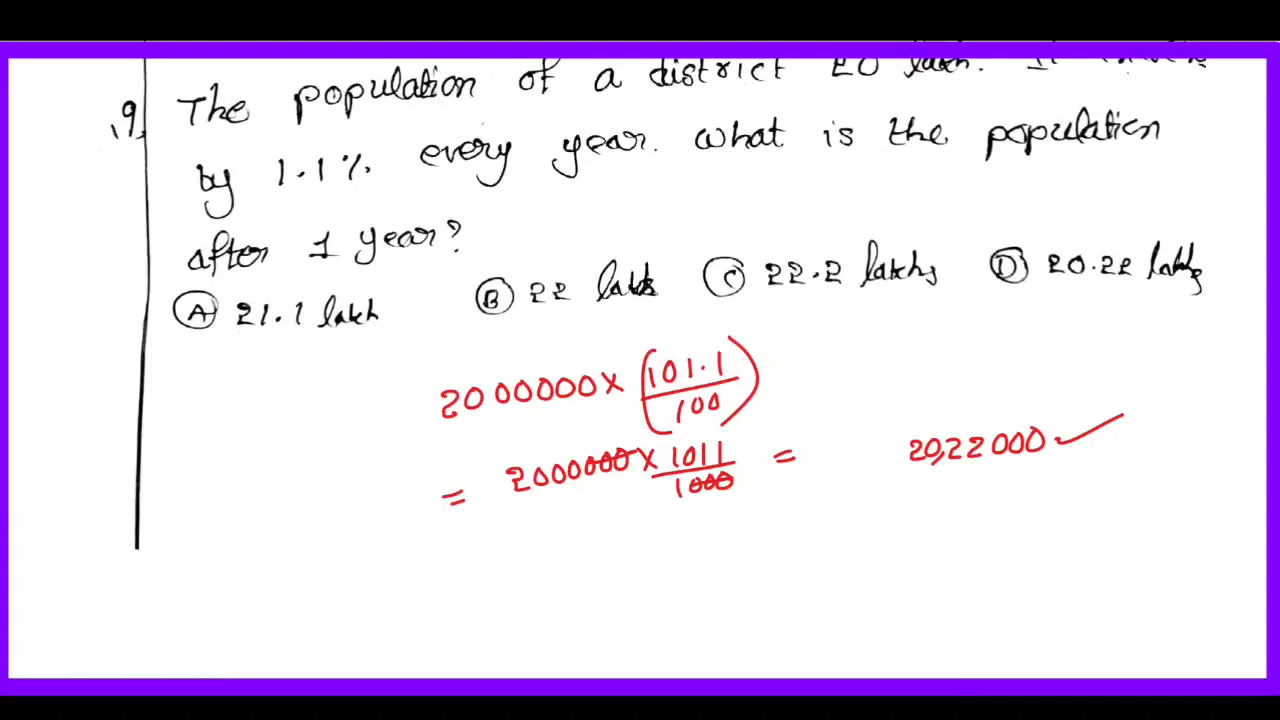 19. The population of a district 20 lakh. It
by 1.1% every year. what is the population
after 1 year?
(A) 21.1 lakh (B) 22 lakh (C) 22.2 lakhs (D) 20.22 lakhs
2000000 x (101.1/100)
= 2000000 x 1011/1000 = 20,22000 ✓